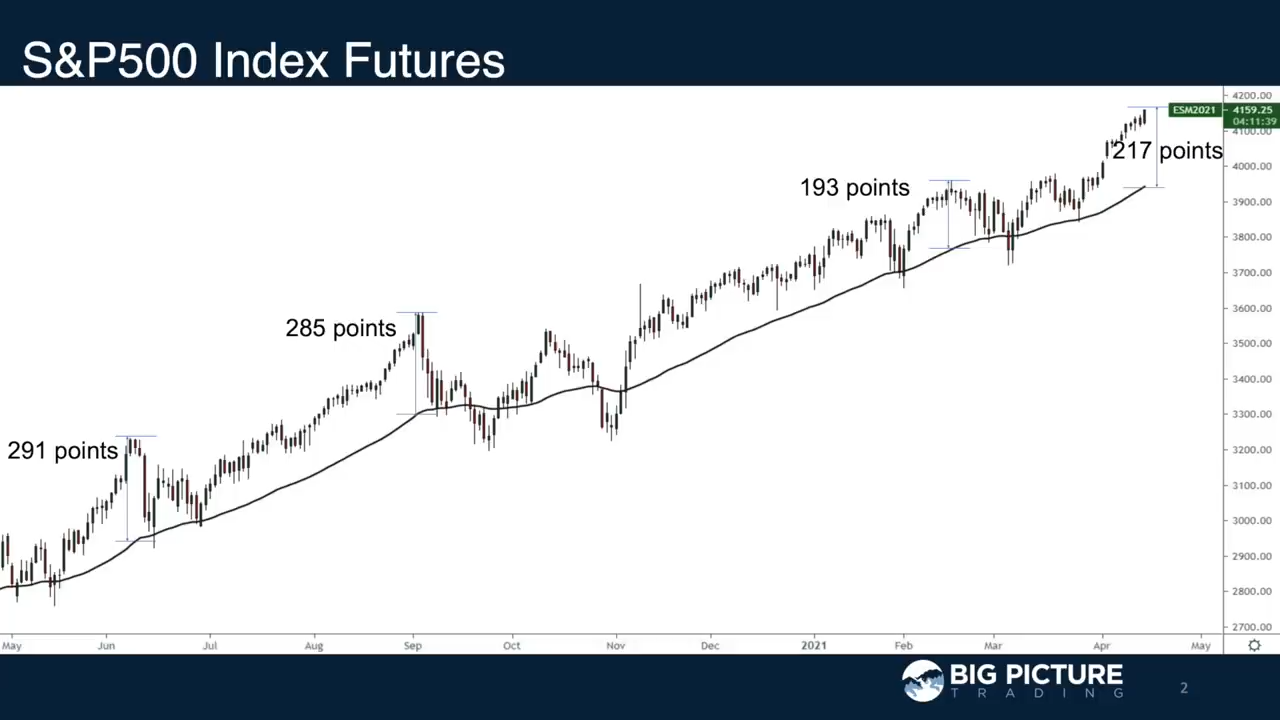 S&P500 Index Futures
4200.00
ESM2021 4159.25
04:11:39
4100.00
217 points
4000.00
193 points
3900.00
3800.00
3700.00
3600.00
285 points
3500.00
3400.00
3300.00
291 points
3200.00
3100.00
3000.00
2900.00
2800.00
2700.00
May Jun Jul Aug Sep Oct Nov Dec 2021 Feb Mar Apr May
BIG PICTURE
TRADING
2